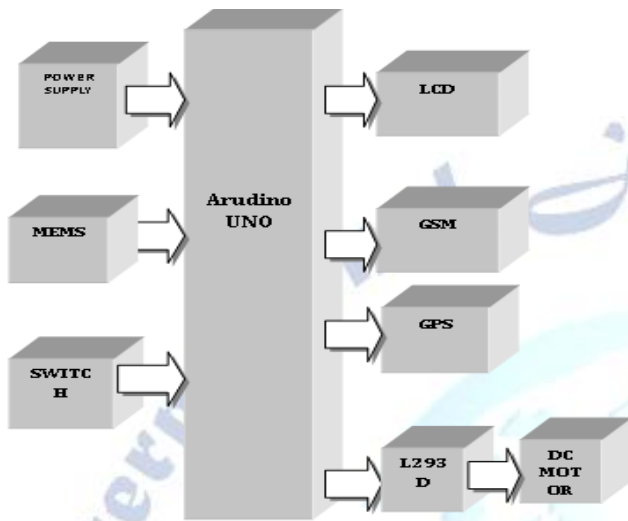 POWER
SUPPLY
MEMS
SWITC
H
Arudino
UNO
LCD
GSM
GPS
L293
D
DC
MOT
OR